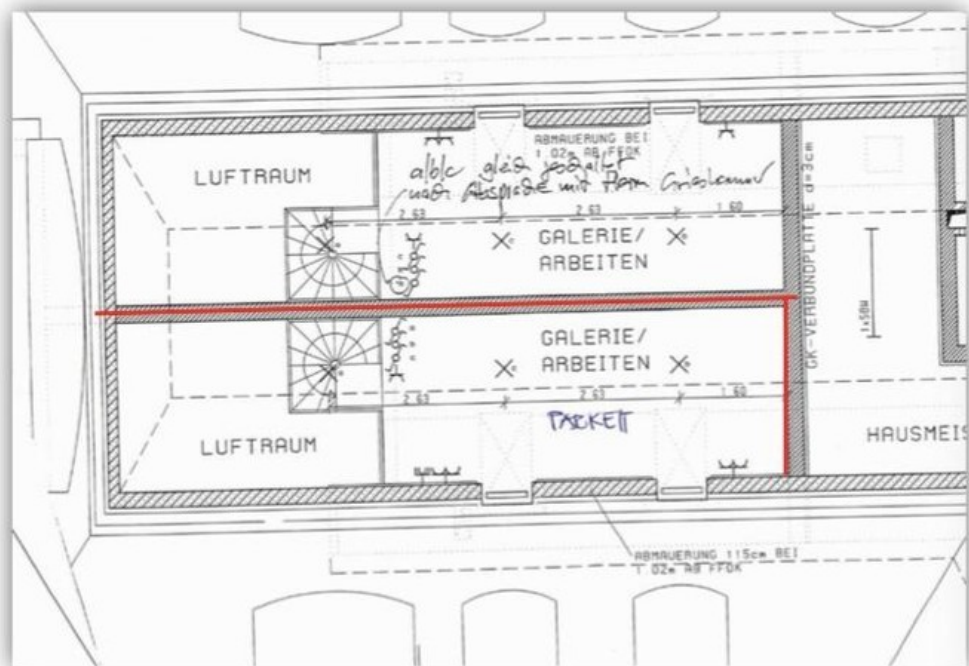 ABMAUERUNG BEI
1.02m AB FFOK
LUFTRAUM
a/b/c gleich geschaltet
nach Absprache mit Herrn
2.63 2.63 1.60
GALERIE/
ARBEITEN
GK-VERBUNDPLATTE d=3cm
GALERIE/
ARBEITEN
2.63 2.63 1.60
PARKETT
LUFTRAUM
HAUSMEIS
ABMAUERUNG 115cm BEI
1.02m AB FFOK